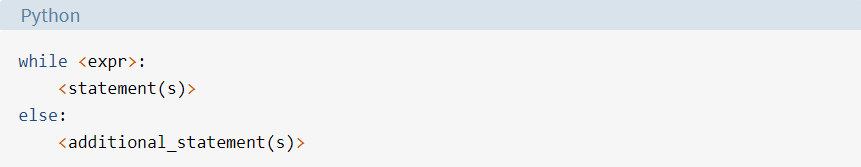 Python
while <expr>:
    <statement(s)>
else:
    <additional_statement(s)>